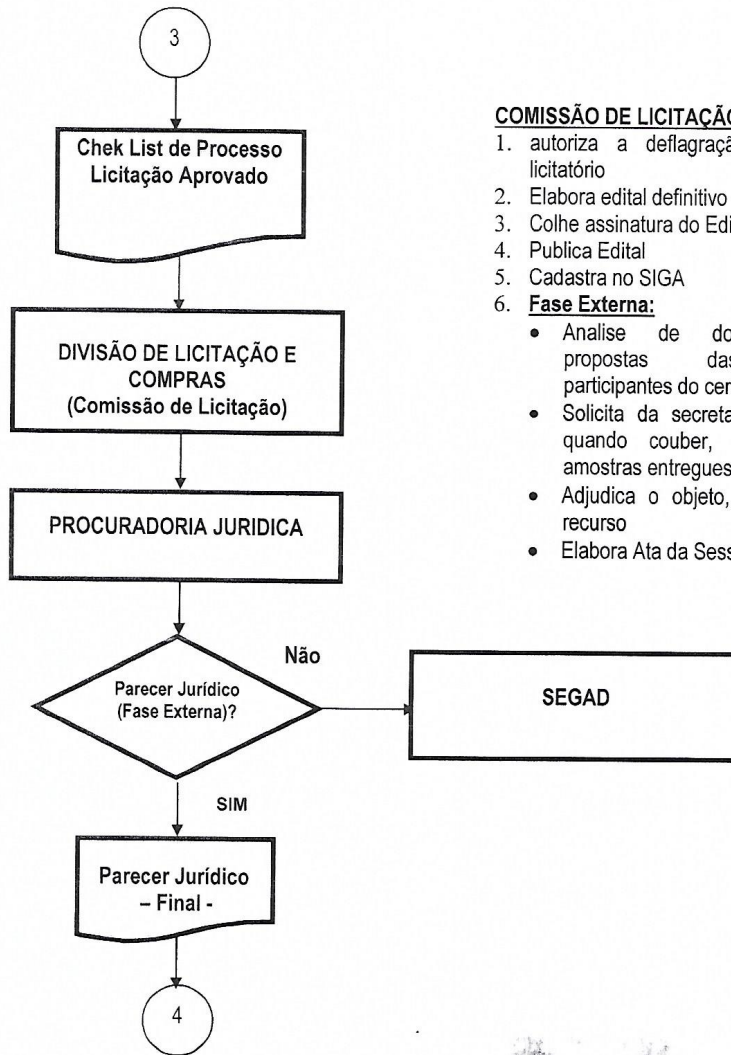 3
Chek List de Processo
Licitação Aprovado
DIVISÃO DE LICITAÇÃO E
COMPRAS
(Comissão de Licitação)
PROCURADORIA JURIDICA
Parecer Jurídico
(Fase Externa)?
Não
SEGAD
SIM
Parecer Jurídico
– Final -
4
COMISSÃO DE LICITAÇÃO
1. autoriza a deflagraçã
licitatório
2. Elabora edital definitivo
3. Colhe assinatura do Edi
4. Publica Edital
5. Cadastra no SIGA
6. Fase Externa:
• Analise de do
propostas das
participantes do cer
• Solicita da secreta
quando couber,
amostras entregues
• Adjudica o objeto,
recurso
• Elabora Ata da Sess